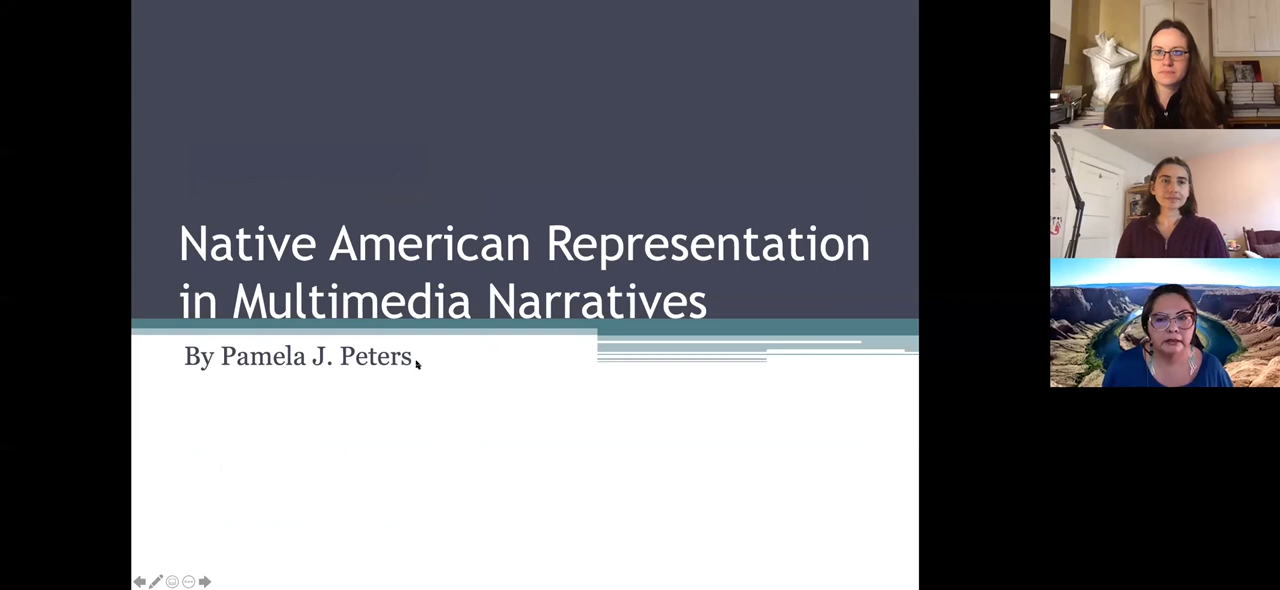 Native American Representation
in Multimedia Narratives
By Pamela J. Peters